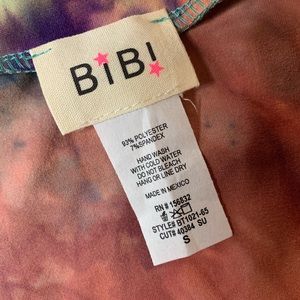 BiBi
93% POLYESTER
7%SPANDEX
HAND WASH
WITH COLD WATER
DO NOT BLEACH
HANG OR LINE DRY
MADE IN MEXICO
RN # 156832
STYLE# BT1021-65
CUT# 40384 SU
S